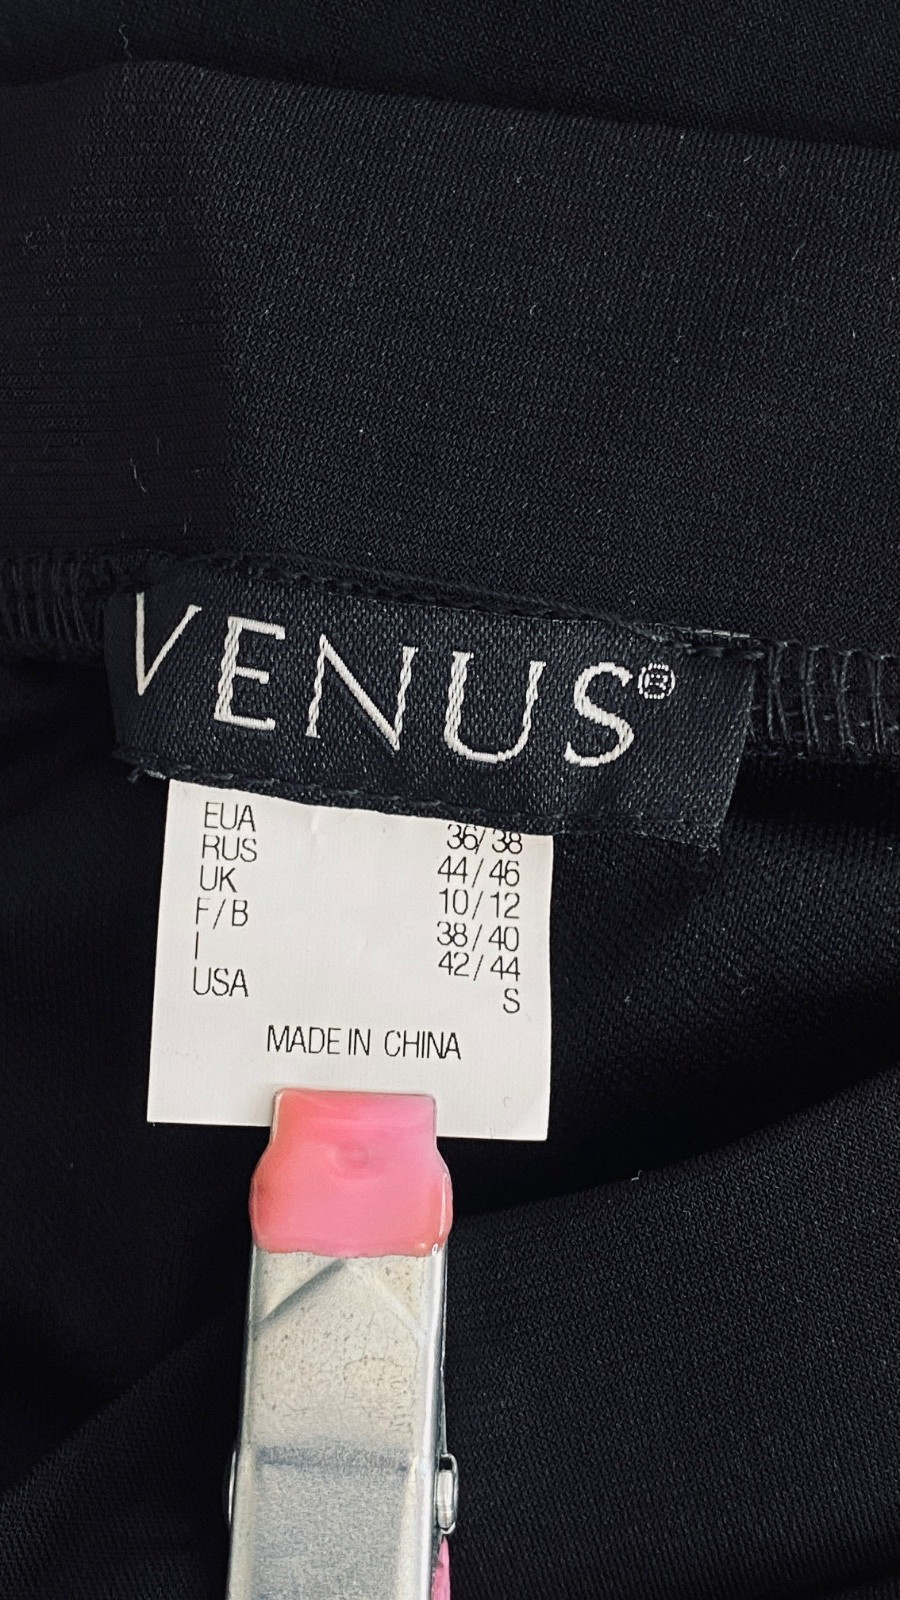 VENUS®
EUA 36/38
RUS 44/46
UK 10/12
F/B 38/40
I 42/44
USA S
MADE IN CHINA